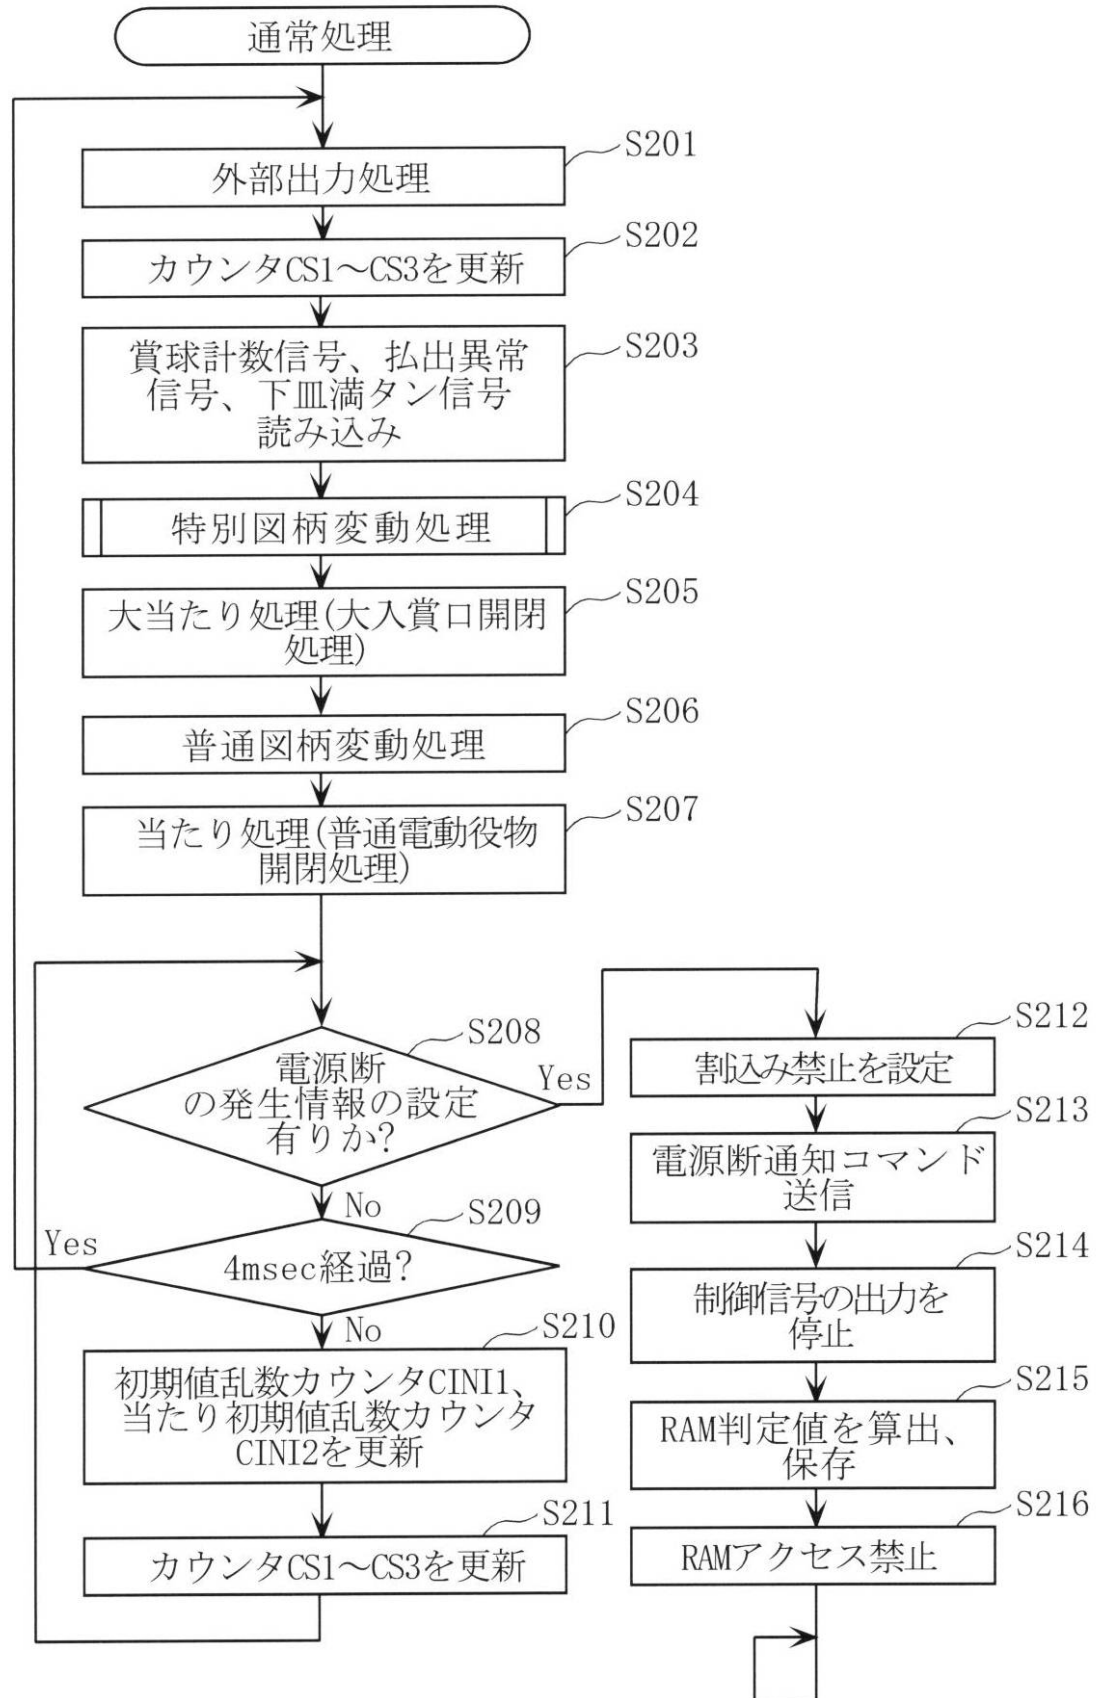 通常処理
S201
外部出力処理
S202
カウンタCS1～CS3を更新
S203
賞球計数信号、払出異常
信号、下皿満タン信号
読み込み
S204
特別図柄変動処理
S205
大当たり処理(大入賞口開閉
処理)
S206
普通図柄変動処理
S207
当たり処理(普通電動役物
開閉処理)
S208
電源断
の発生情報の設定
有りか?
Yes
No
S209
4msec経過?
Yes
No
S210
初期値乱数カウンタCINI1、
当たり初期値乱数カウンタ
CINI2を更新
S211
カウンタCS1～CS3を更新
S212
割込み禁止を設定
S213
電源断通知コマンド
送信
S214
制御信号の出力を
停止
S215
RAM判定値を算出、
保存
S216
RAMアクセス禁止